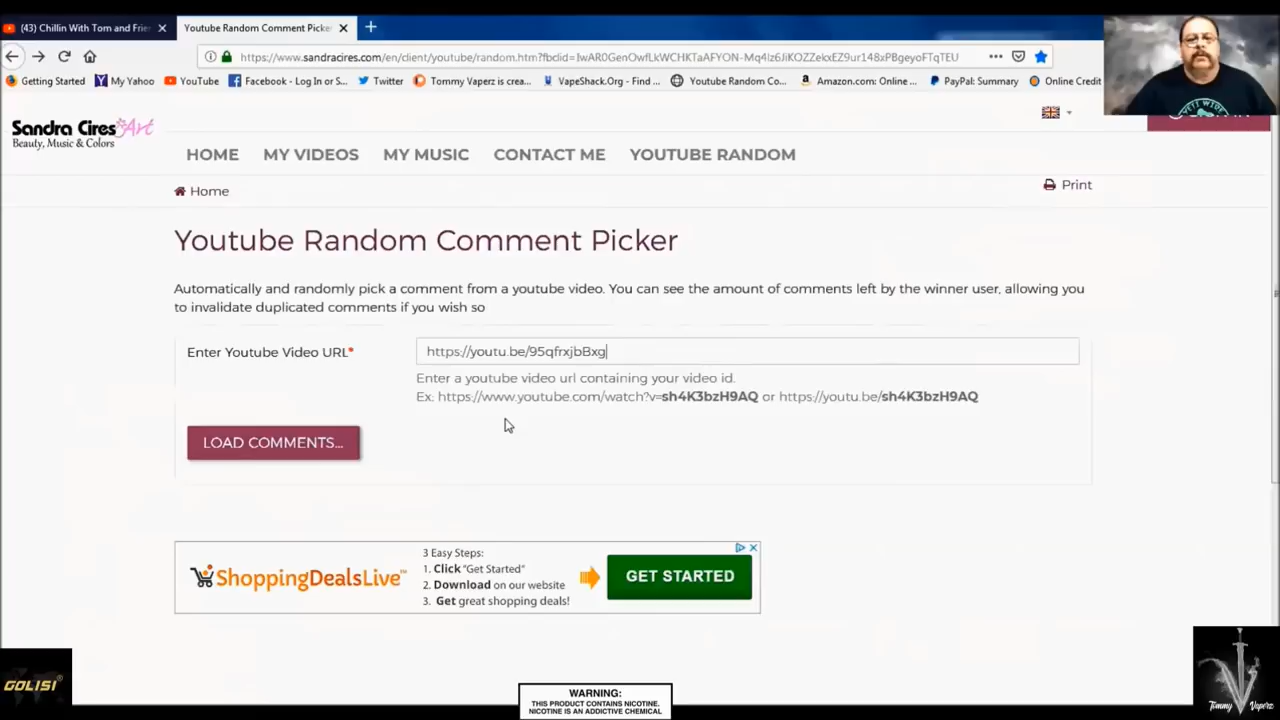 (43) Chillin With Tom and Frie
Youtube Random Comment Picke
https://www.sandracires.com/en/client/youtube/random.htm?fbclid=IwAR0GenOwfLkWCHKTaAFYON-Mq4lz6JiKOZZekxEZ9ur148xPBgeyoFTqTEU
Getting Started
My Yahoo
YouTube
Facebook - Log In or S...
Twitter
Tommy Vaperz is crea...
VapeShack.Org - Find ...
Youtube Random Co...
Amazon.com: Online ...
PayPal: Summary
Online Credit
YETI WIDE
Sandra Cires Art
Beauty, Music & Colors
HOME MY VIDEOS MY MUSIC CONTACT ME YOUTUBE RANDOM
Home
Print
Youtube Random Comment Picker
Automatically and randomly pick a comment from a youtube video. You can see the amount of comments left by the winner user, allowing you
to invalidate duplicated comments if you wish so
Enter Youtube Video URL*
https://youtu.be/95qfrxjbBxg
Enter a youtube video url containing your video id.
Ex: https://www.youtube.com/watch?v=sh4K3bzH9AQ or https://youtu.be/sh4K3bzH9AQ
LOAD COMMENTS...
ShoppingDealsLive™
3 Easy Steps:
1. Click "Get Started"
2. Download on our website
3. Get great shopping deals!
GET STARTED
GOLISI®
WARNING:
THIS PRODUCT CONTAINS NICOTINE.
NICOTINE IS AN ADDICTIVE CHEMICAL
Tommy Vaperz